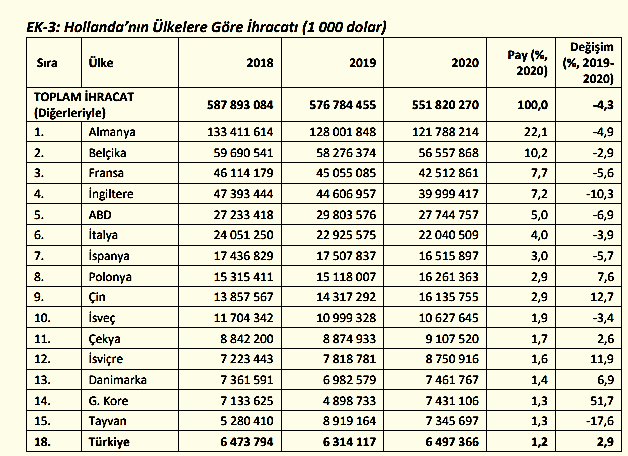 EK-3: Hollanda'nın Ülkelere Göre İhracatı (1 000 dolar)
Sıra Ülke 2018 2019 2020 Pay (%, 2020) Değişim (%, 2019-2020)
TOPLAM İHRACAT (Diğerleriyle) 587 893 084 576 784 455 551 820 270 100,0 -4,3
1. Almanya 133 411 614 128 001 848 121 788 214 22,1 -4,9
2. Belçika 59 690 541 58 276 374 56 557 868 10,2 -2,9
3. Fransa 46 114 179 45 055 085 42 512 861 7,7 -5,6
4. İngiltere 47 393 444 44 606 957 39 999 417 7,2 -10,3
5. ABD 27 233 418 29 803 576 27 744 757 5,0 -6,9
6. İtalya 24 051 250 22 925 575 22 040 509 4,0 -3,9
7. İspanya 17 436 829 17 507 837 16 515 897 3,0 -5,7
8. Polonya 15 315 411 15 118 007 16 261 363 2,9 7,6
9. Çin 13 857 567 14 317 292 16 135 755 2,9 12,7
10. İsveç 11 704 342 10 999 328 10 627 645 1,9 -3,4
11. Çekya 8 842 200 8 874 933 9 107 520 1,7 2,6
12. İsviçre 7 223 443 7 818 781 8 750 916 1,6 11,9
13. Danimarka 7 361 591 6 982 579 7 461 767 1,4 6,9
14. G. Kore 7 133 625 4 898 733 7 431 106 1,3 51,7
15. Tayvan 5 280 410 8 919 164 7 345 697 1,3 -17,6
18. Türkiye 6 473 794 6 314 117 6 497 366 1,2 2,9